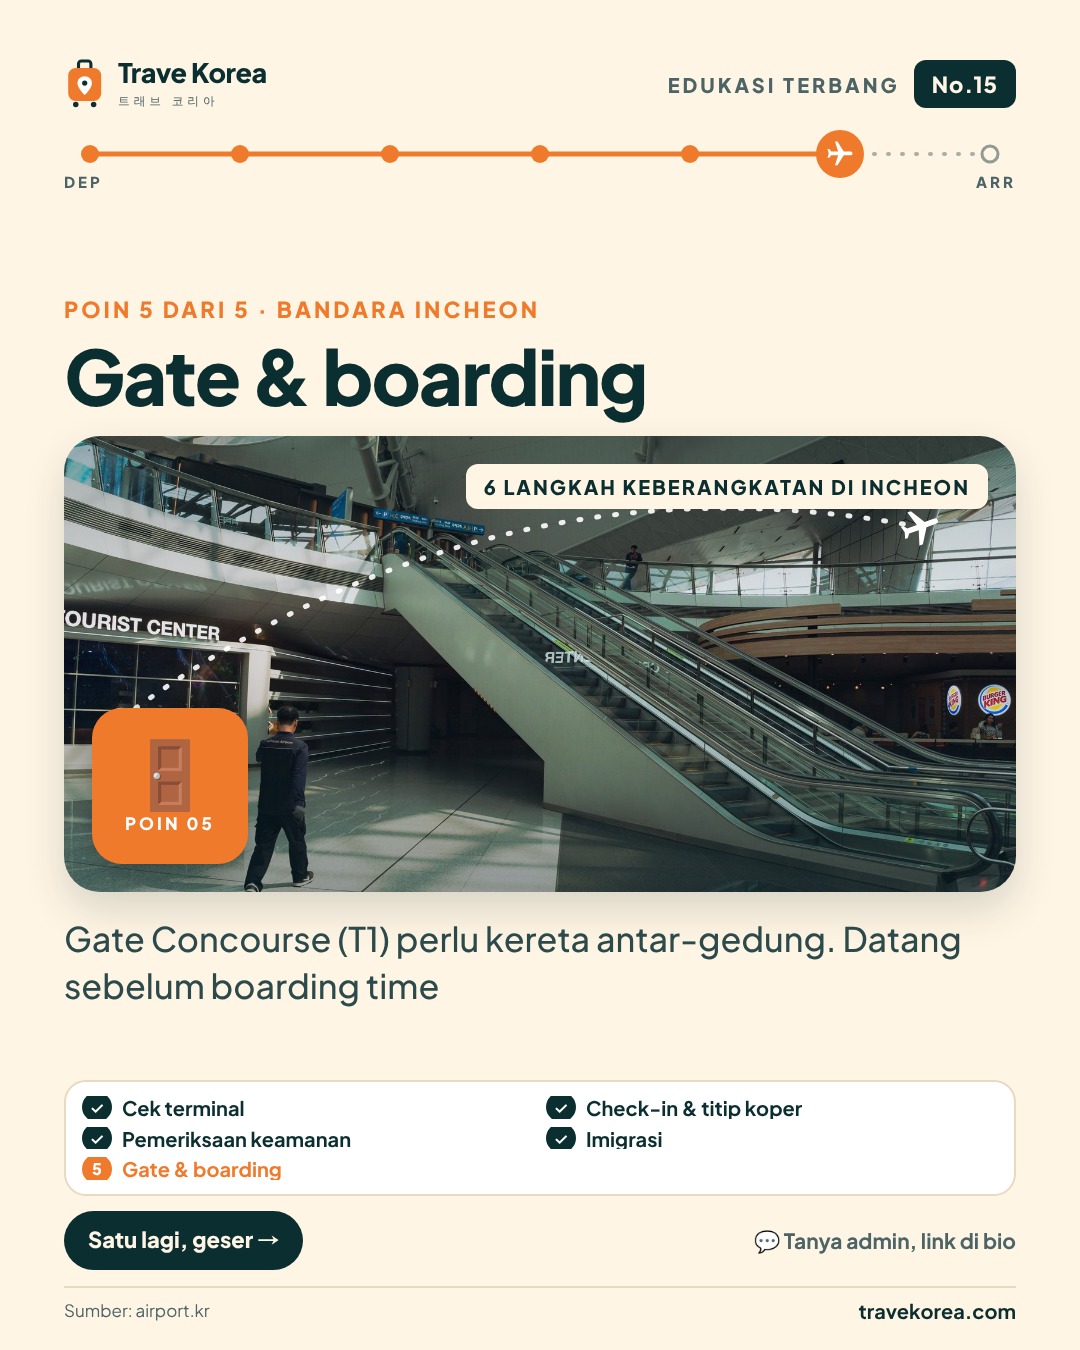 Trave Korea
트래브 코리아
EDUKASI TERBANG
No.15
DEP
ARR
POIN 5 DARI 5 · BANDARA INCHEON
Gate & boarding
6 LANGKAH KEBERANGKATAN DI INCHEON
OURIST CENTER
BURGER KING
POIN 05
Gate Concourse (T1) perlu kereta antar-gedung. Datang
sebelum boarding time
Cek terminal
Check-in & titip koper
Pemeriksaan keamanan
Imigrasi
5 Gate & boarding
Satu lagi, geser →
💬 Tanya admin, link di bio
Sumber: airport.kr
travekorea.com